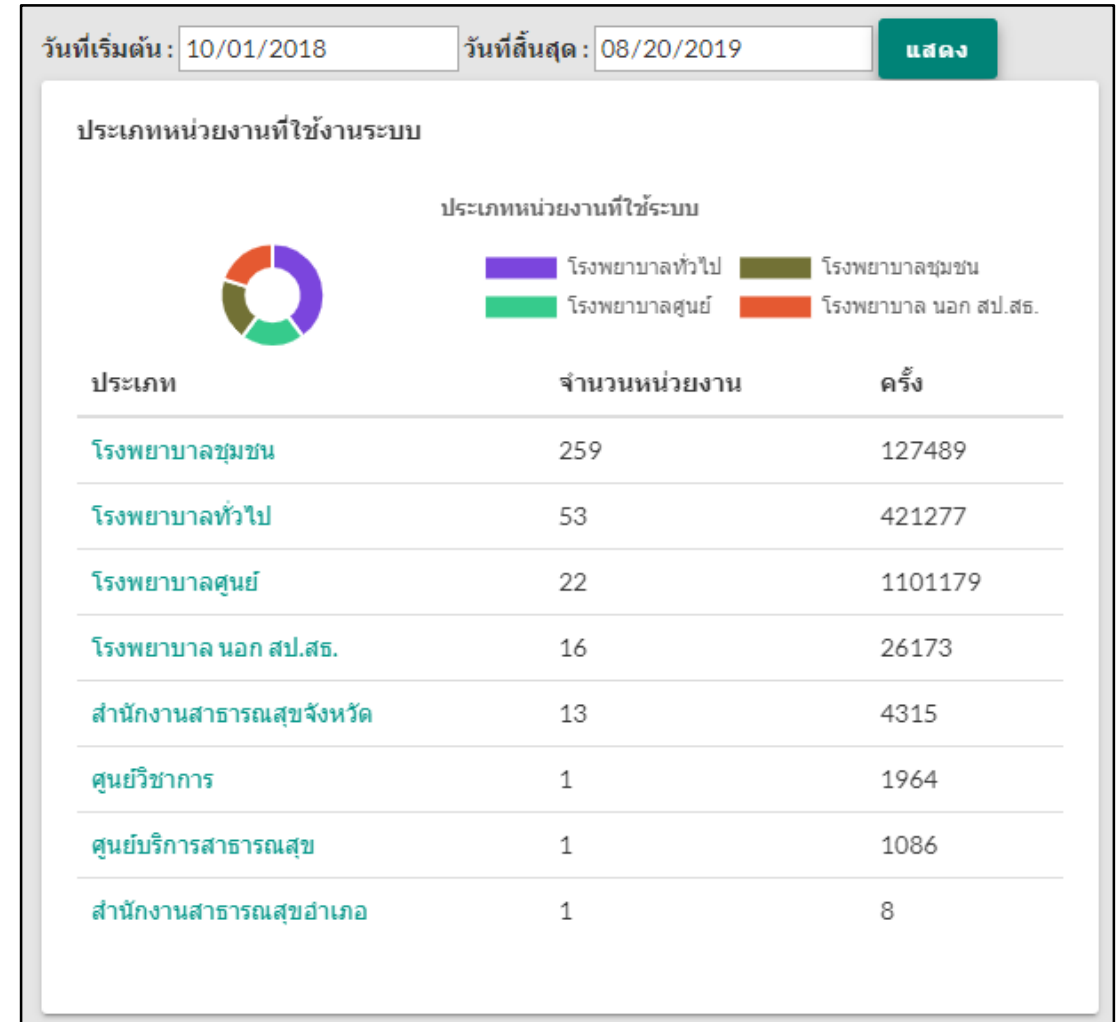 วันที่เริ่มต้น : 10/01/2018 วันที่สิ้นสุด : 08/20/2019 แสดง
ประเภทหน่วยงานที่ใช้งานระบบ
ประเภทหน่วยงานที่ใช้ระบบ
โรงพยาบาลทั่วไป โรงพยาบาลชุมชน
โรงพยาบาลศูนย์ โรงพยาบาล นอก สป.สธ.
ประเภท จำนวนหน่วยงาน ครั้ง
โรงพยาบาลชุมชน 259 127489
โรงพยาบาลทั่วไป 53 421277
โรงพยาบาลศูนย์ 22 1101179
โรงพยาบาล นอก สป.สธ. 16 26173
สำนักงานสาธารณสุขจังหวัด 13 4315
ศูนย์วิชาการ 1 1964
ศูนย์บริการสาธารณสุข 1 1086
สำนักงานสาธารณสุขอำเภอ 1 8